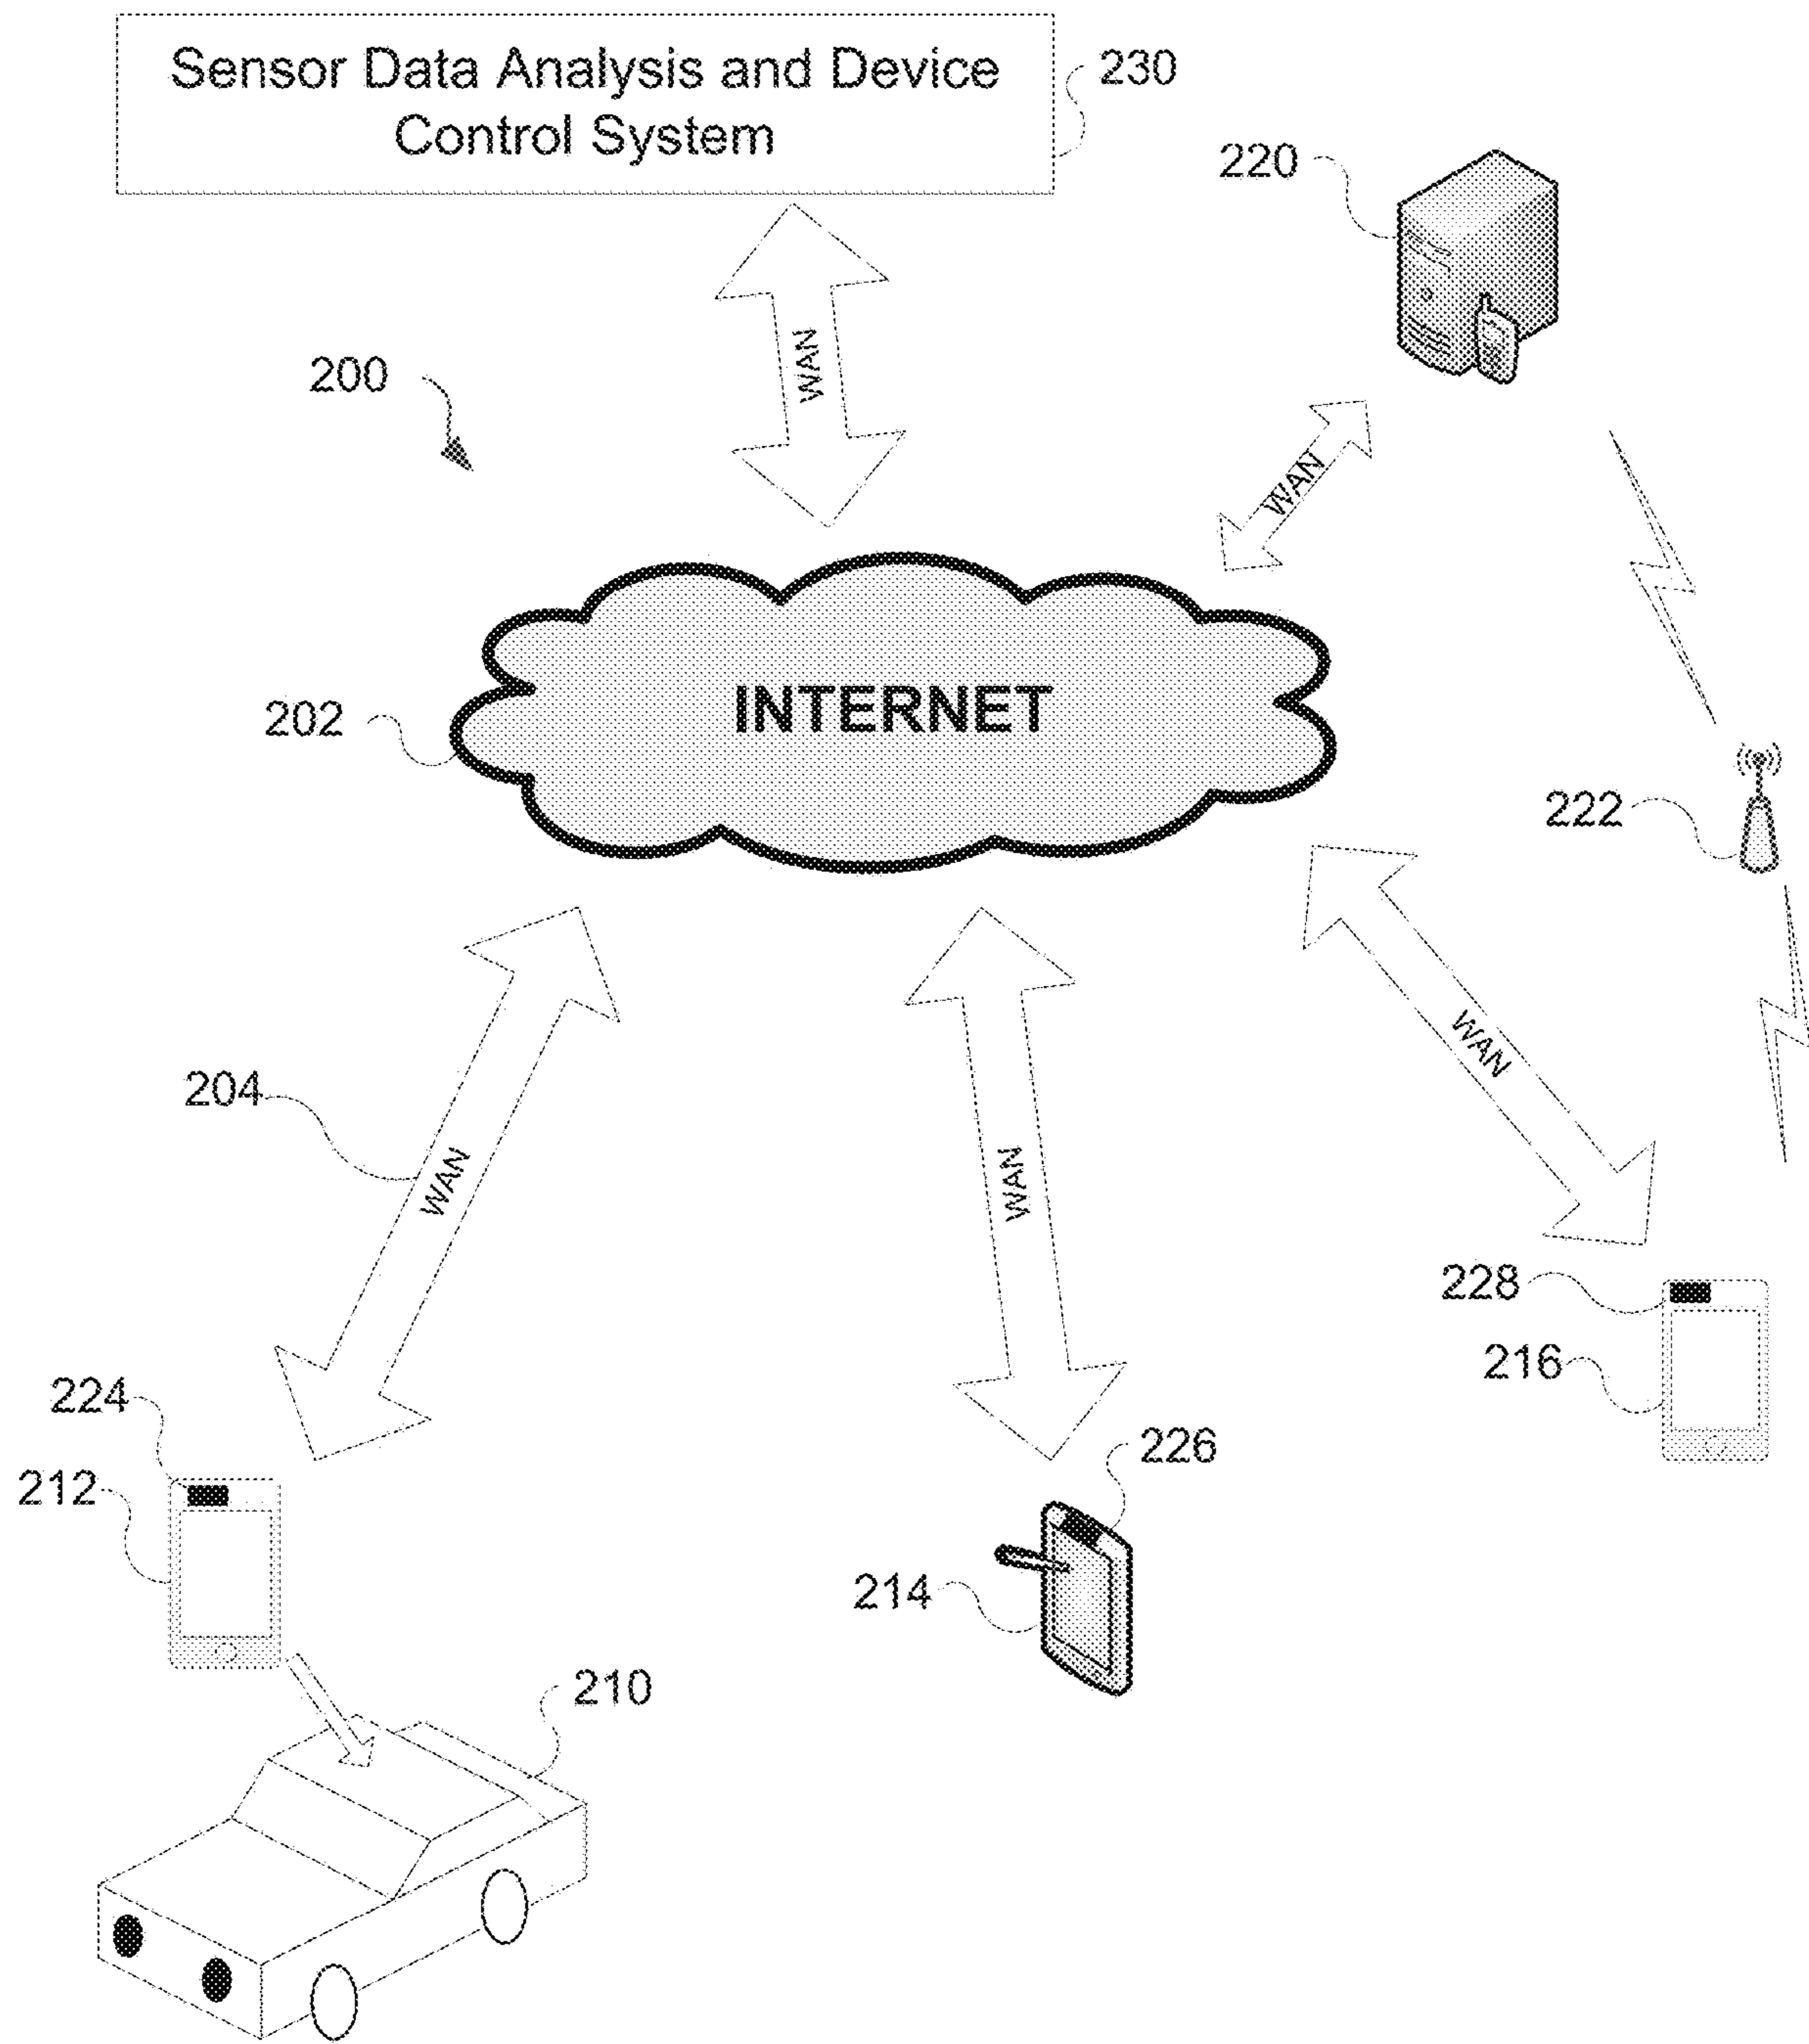 Sensor Data Analysis and Device
Control System
230
220
WAN
200
WAN
INTERNET
202
222
204
WAN
WAN
WAN
228
216
224
212
226
214
210